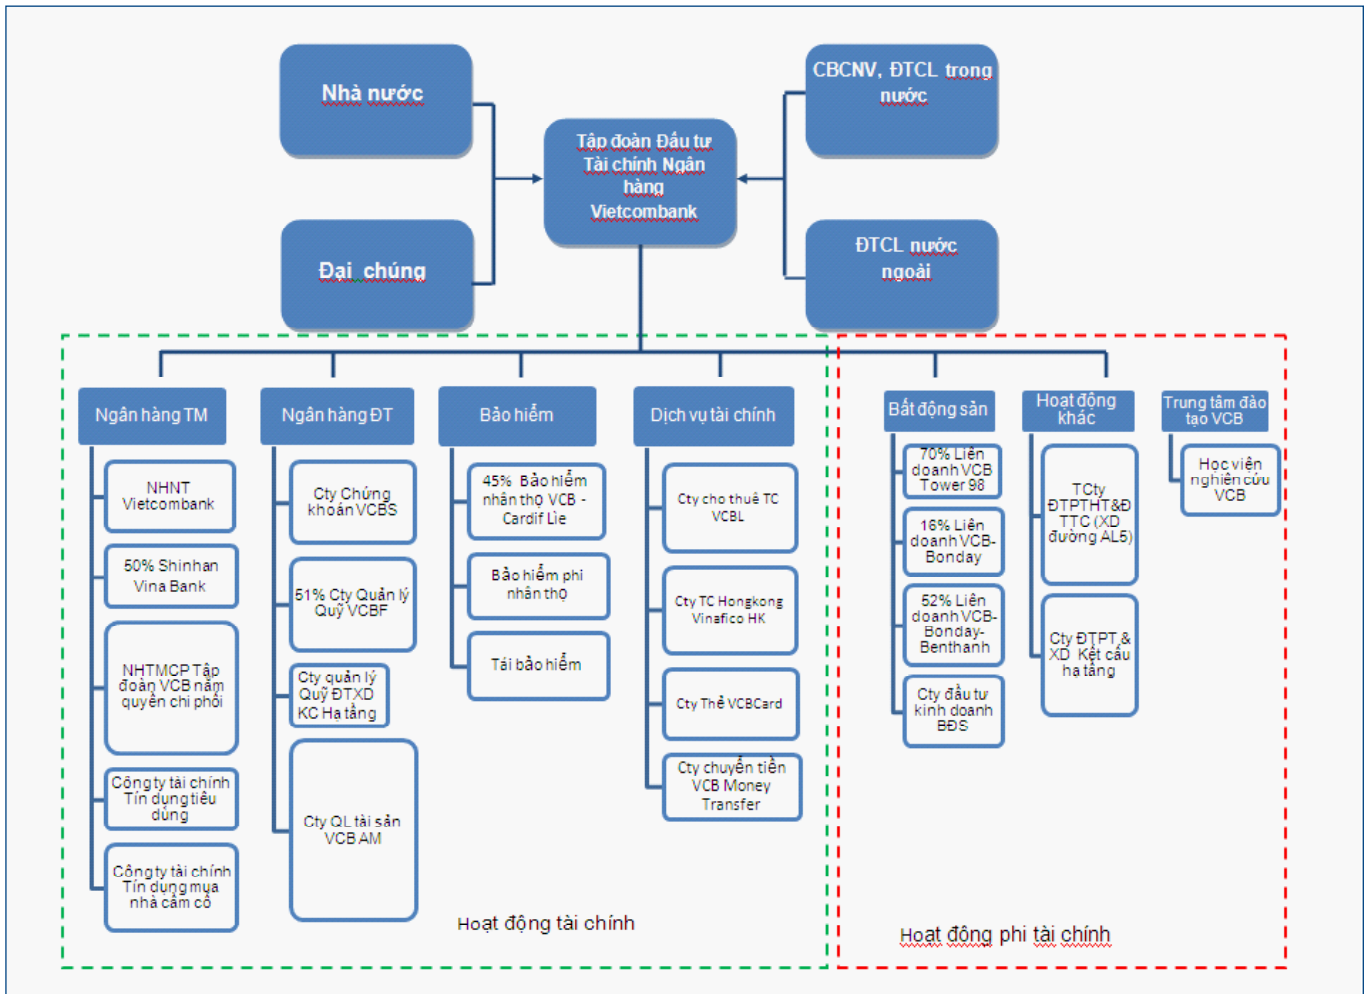 Nhà nước
CBCNV, ĐTCL trong
nước
Tập đoàn Đầu tư
Tài chính Ngân
hàng
Vietcombank
Đại chúng
ĐTCL nước
ngoài
Ngân hàng TM
NHNT
Vietcombank
50% Shinhan
Vina Bank
NHTMCP Tập
đoàn VCB nắm
quyền chi phối
Công ty tài chính
Tín dụng tiêu
dùng
Công ty tài chính
Tín dụng mua
nhà cầm cố
Ngân hàng ĐT
Cty Chứng
khoán VCBS
51% Cty Quản lý
Quỹ VCBF
Cty quản lý
Quỹ ĐTXD
KC Hạ tầng
Cty QL tài sản
VCB AM
Bảo hiểm
45% Bảo hiểm
nhân thọ VCB -
Cardif Lìe
Bảo hiểm phi
nhân thọ
Tái bảo hiểm
Dịch vụ tài chính
Cty cho thuê TC
VCBL
Cty TC Hongkong
Vinafico HK
Cty Thẻ VCBCard
Cty chuyển tiền
VCB Money
Transfer
Hoạt động tài chính
Bất động sản
70% Liên
doanh VCB
Tower 98
16% Liên
doanh VCB-
Bonday
52% Liên
doanh VCB-
Bonday-
Benthanh
Cty đầu tư
kinh doanh
BĐS
Hoạt động
khác
TCty
ĐTPTHT&Đ
TTC (XD
đường AL5)
Cty ĐTPT &
XD Kết cấu
hạ tầng
Trung tâm đào
tạo VCB
Học viện
nghiên cứu
VCB
Hoạt động phi tài chính